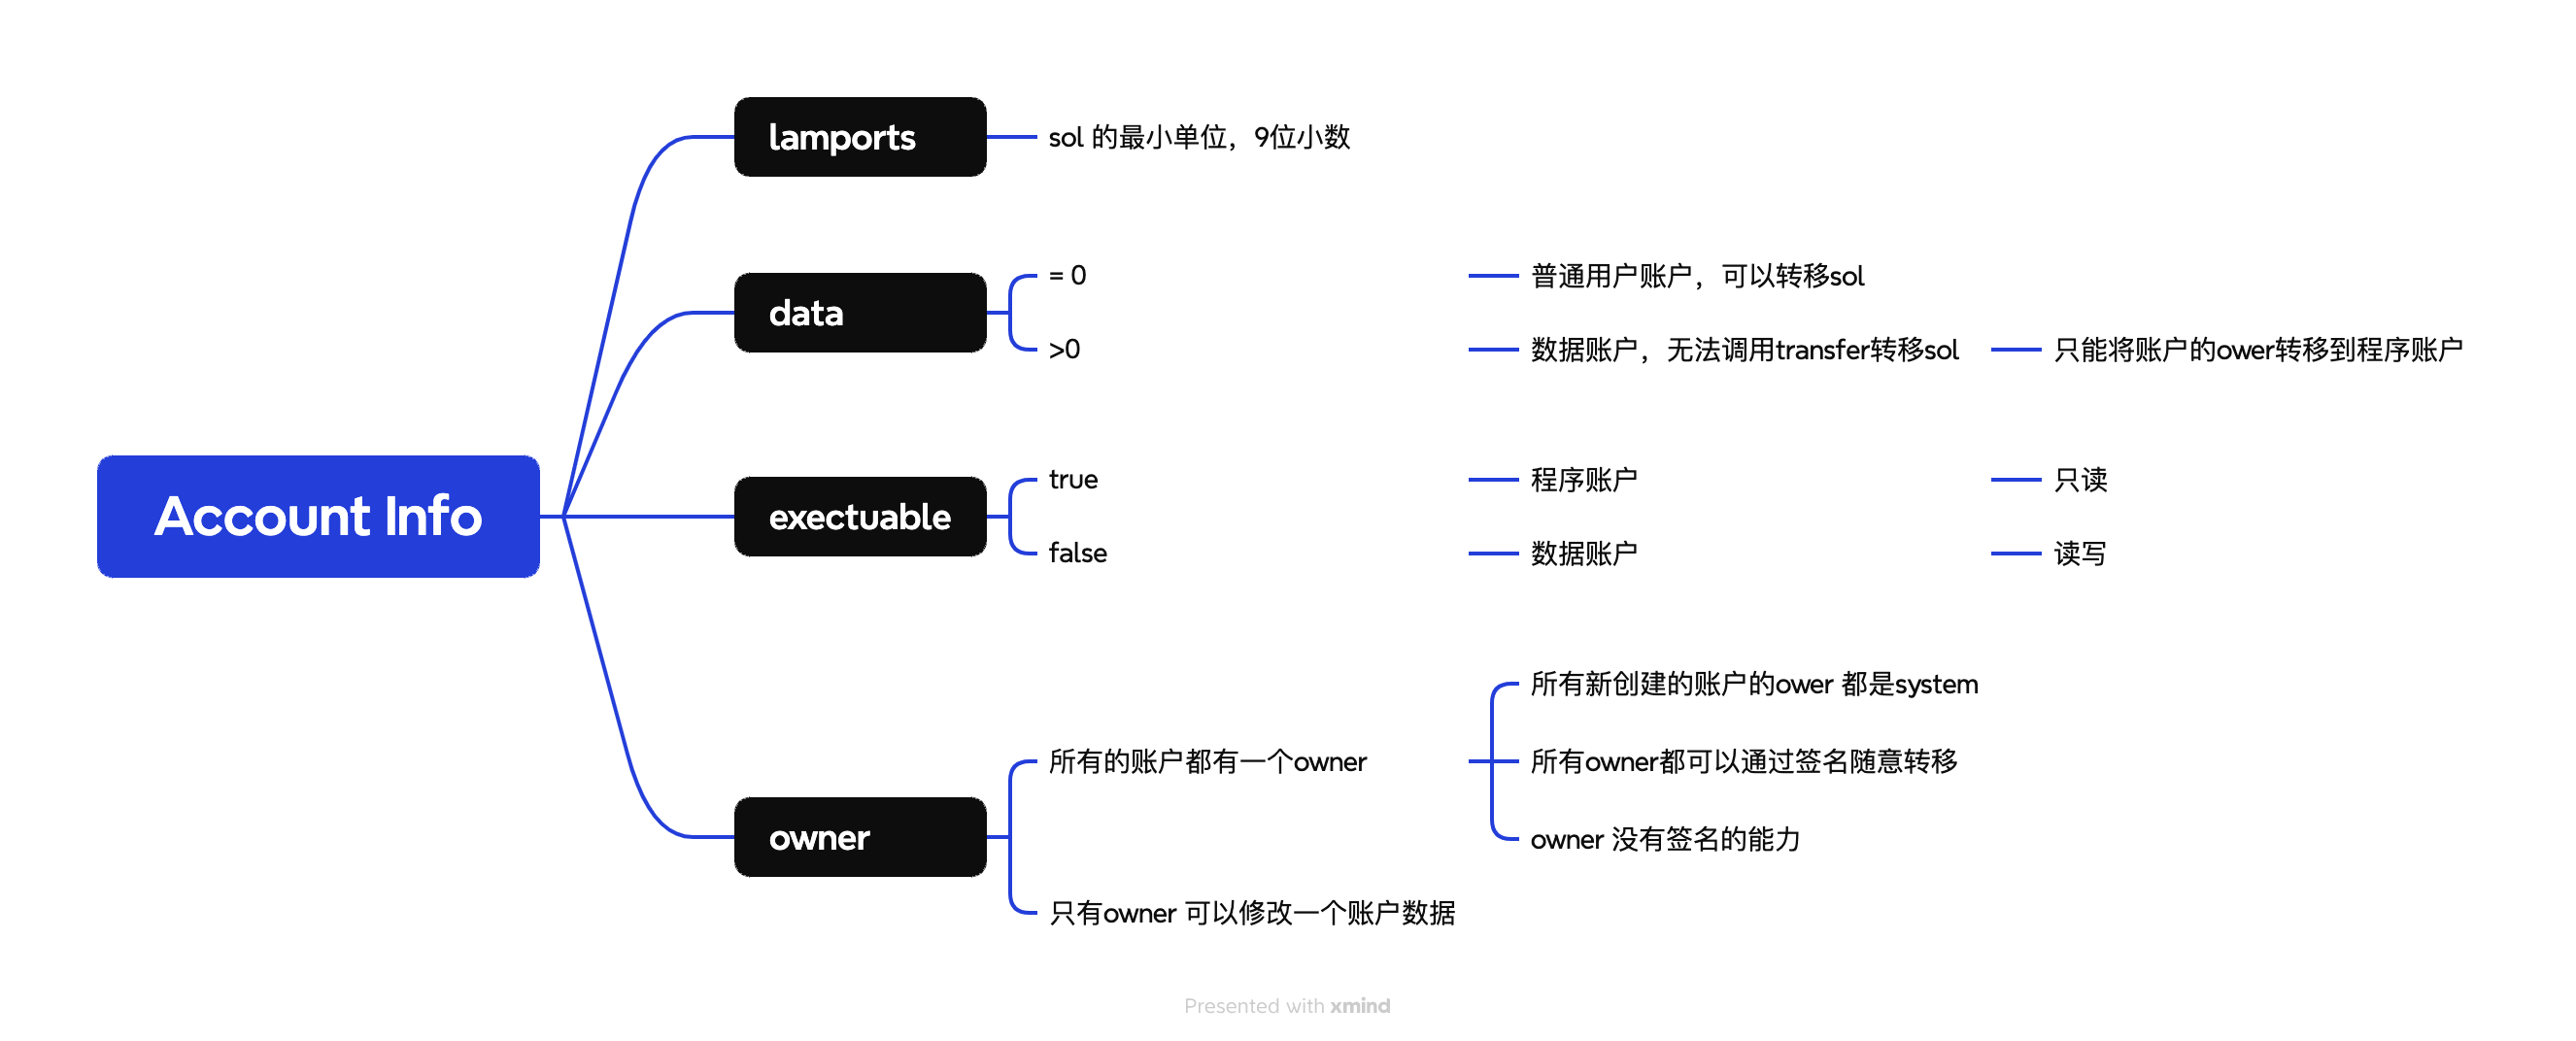 Account Info
lamports
sol 的最小单位，9位小数
data
= 0
普通用户账户，可以转移sol
>0
数据账户，无法调用transfer转移sol
只能将账户的ower转移到程序账户
exectuable
true
程序账户
只读
false
数据账户
读写
owner
所有的账户都有一个owner
所有新创建的账户的ower 都是system
所有owner都可以通过签名随意转移
owner 没有签名的能力
只有owner 可以修改一个账户数据
Presented with xmind